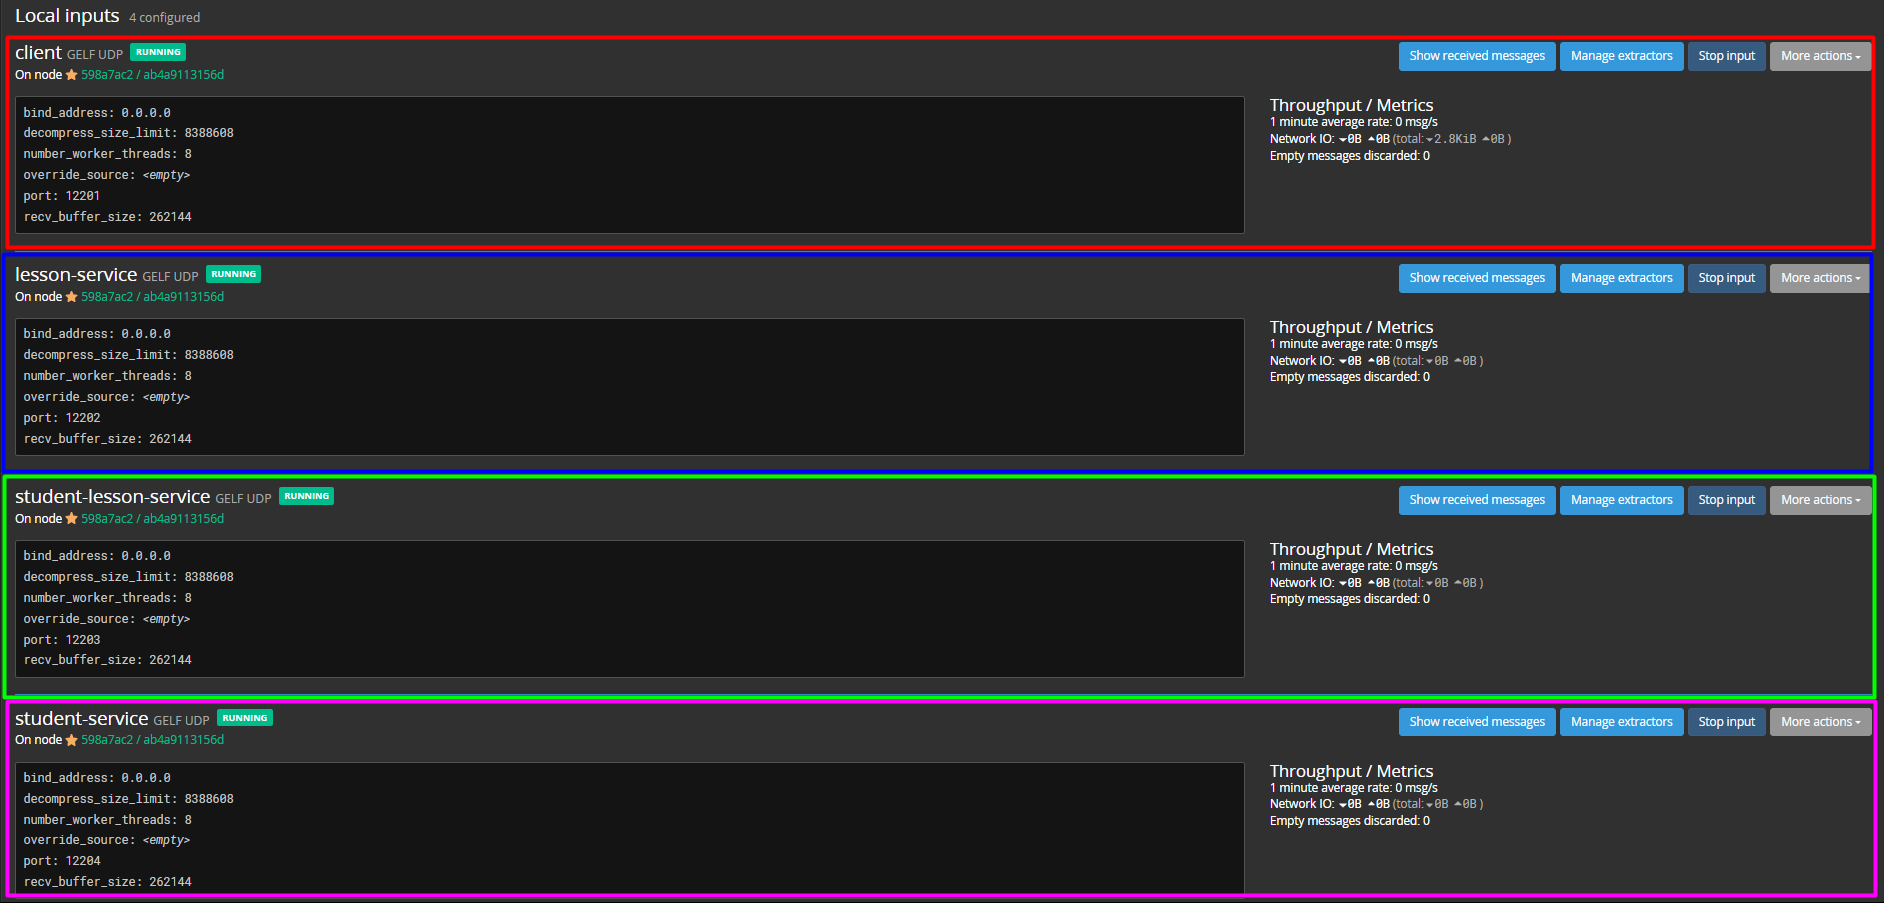 Local inputs 4 configured
client GELF UDP RUNNING
Show received messages Manage extractors Stop input More actions
On node 598a7ac2 / ab4a9113156d
bind_address: 0.0.0.0
decompress_size_limit: 8388608
number_worker_threads: 8
override_source: <empty>
port: 12201
recv_buffer_size: 262144
Throughput / Metrics
1 minute average rate: 0 msg/s
Network IO: 0B 0B (total: 2.8KiB 0B )
Empty messages discarded: 0
lesson-service GELF UDP RUNNING
Show received messages Manage extractors Stop input More actions
On node 598a7ac2 / ab4a9113156d
bind_address: 0.0.0.0
decompress_size_limit: 8388608
number_worker_threads: 8
override_source: <empty>
port: 12202
recv_buffer_size: 262144
Throughput / Metrics
1 minute average rate: 0 msg/s
Network IO: 0B 0B (total: 0B 0B )
Empty messages discarded: 0
student-lesson-service GELF UDP RUNNING
Show received messages Manage extractors Stop input More actions
On node 598a7ac2 / ab4a9113156d
bind_address: 0.0.0.0
decompress_size_limit: 8388608
number_worker_threads: 8
override_source: <empty>
port: 12203
recv_buffer_size: 262144
Throughput / Metrics
1 minute average rate: 0 msg/s
Network IO: 0B 0B (total: 0B 0B )
Empty messages discarded: 0
student-service GELF UDP RUNNING
Show received messages Manage extractors Stop input More actions
On node 598a7ac2 / ab4a9113156d
bind_address: 0.0.0.0
decompress_size_limit: 8388608
number_worker_threads: 8
override_source: <empty>
port: 12204
recv_buffer_size: 262144
Throughput / Metrics
1 minute average rate: 0 msg/s
Network IO: 0B 0B (total: 0B 0B )
Empty messages discarded: 0